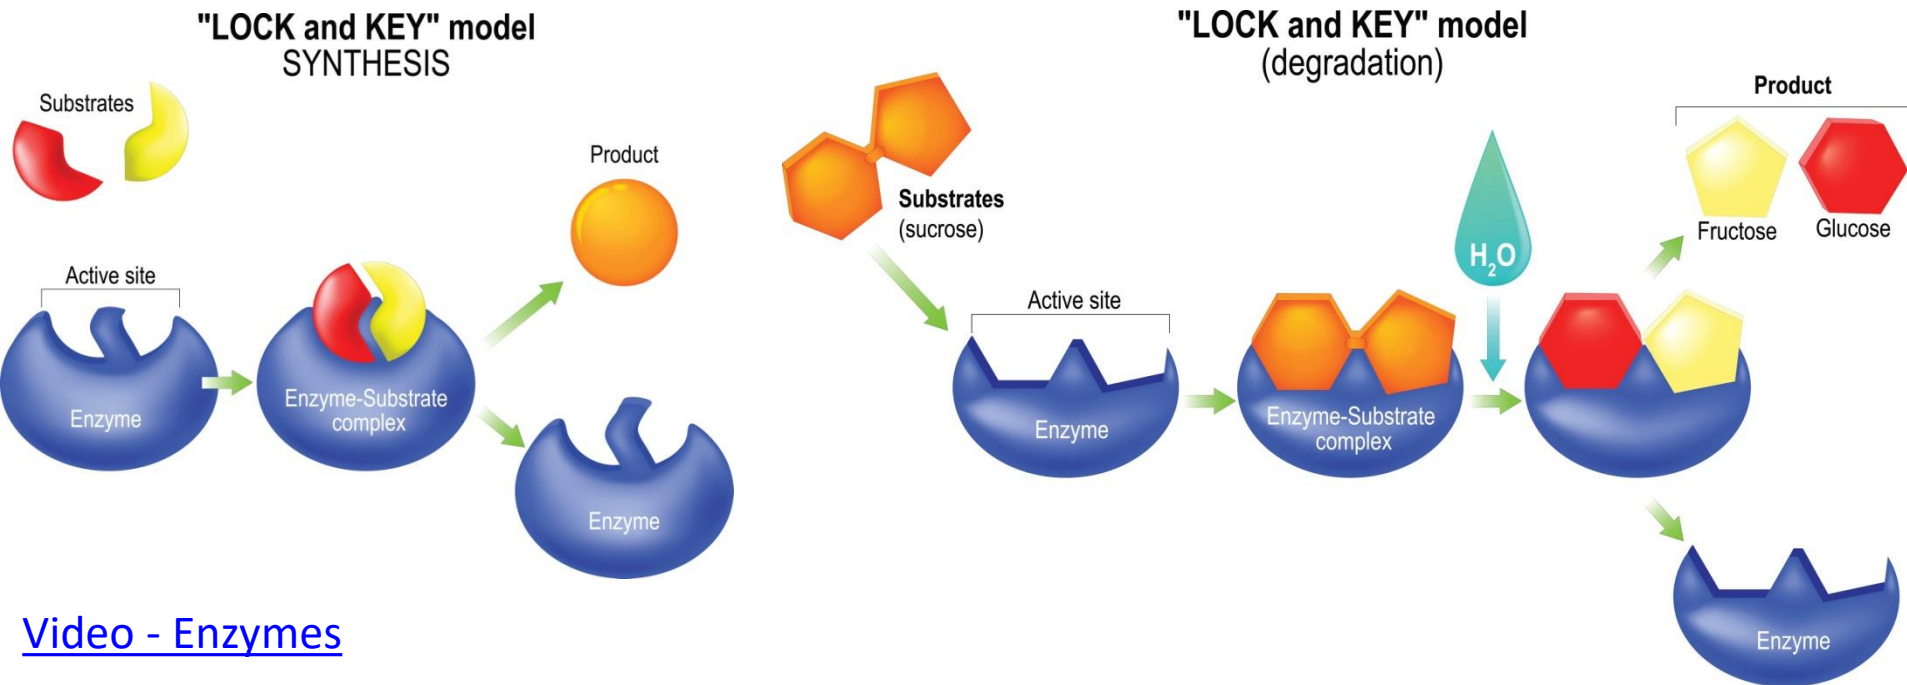 "LOCK and KEY" model
SYNTHESIS
Substrates
Product
Active site
Enzyme
Enzyme-Substrate
complex
Enzyme
"LOCK and KEY" model
(degradation)
Product
Substrates
(sucrose)
H₂O
Fructose
Glucose
Active site
Enzyme
Enzyme-Substrate
complex
Enzyme
Video - Enzymes